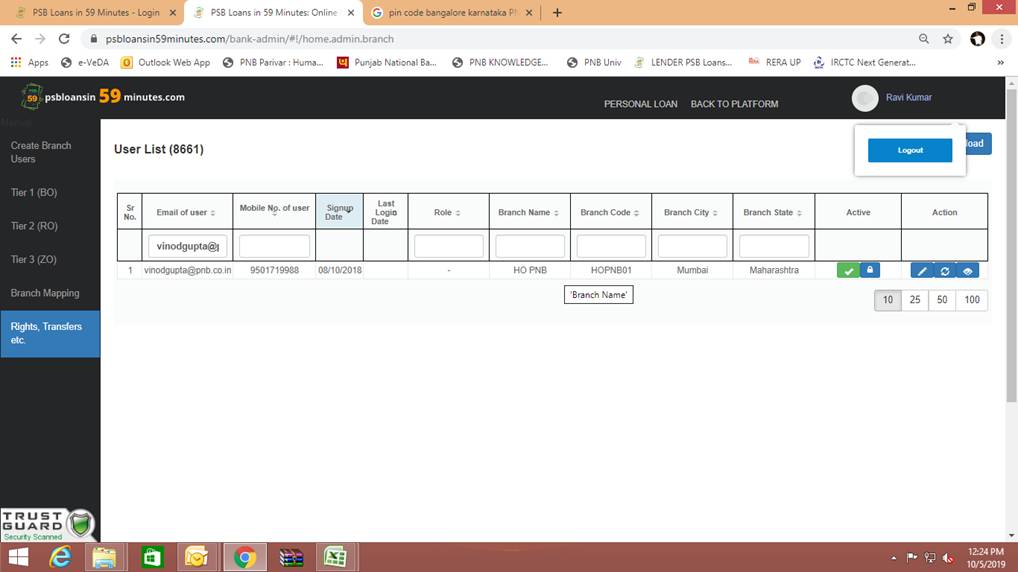 PSB Loans in 59 Minutes - Login
PSB Loans in 59 Minutes: Online
pin code bangalore karnataka PN
psbloansin59minutes.com/bank-admin/#!/home.admin.branch
Apps
e-VeDA
Outlook Web App
PNB Parivar : Huma...
Punjab National Ba...
PNB KNOWLEDGE...
PNB Univ
LENDER PSB Loans...
RERA UP
IRCTC Next Generat...
psbloansin 59 minutes.com
PERSONAL LOAN
BACK TO PLATFORM
Ravi Kumar
Logout
load
Create Branch
Users
Tier 1 (BO)
Tier 2 (RO)
Tier 3 (ZO)
Branch Mapping
Rights, Transfers
etc.
User List (8661)
Sr No. Email of user Mobile No. of user Signup Date Last Login Date Role Branch Name Branch Code Branch City Branch State Active Action
vinodgupta@p
1 vinodgupta@pnb.co.in 9501719988 08/10/2018 - HO PNB HOPNB01 Mumbai Maharashtra
'Branch Name'
10 25 50 100
TRUST
GUARD
Security Scanned
12:24 PM
10/5/2019